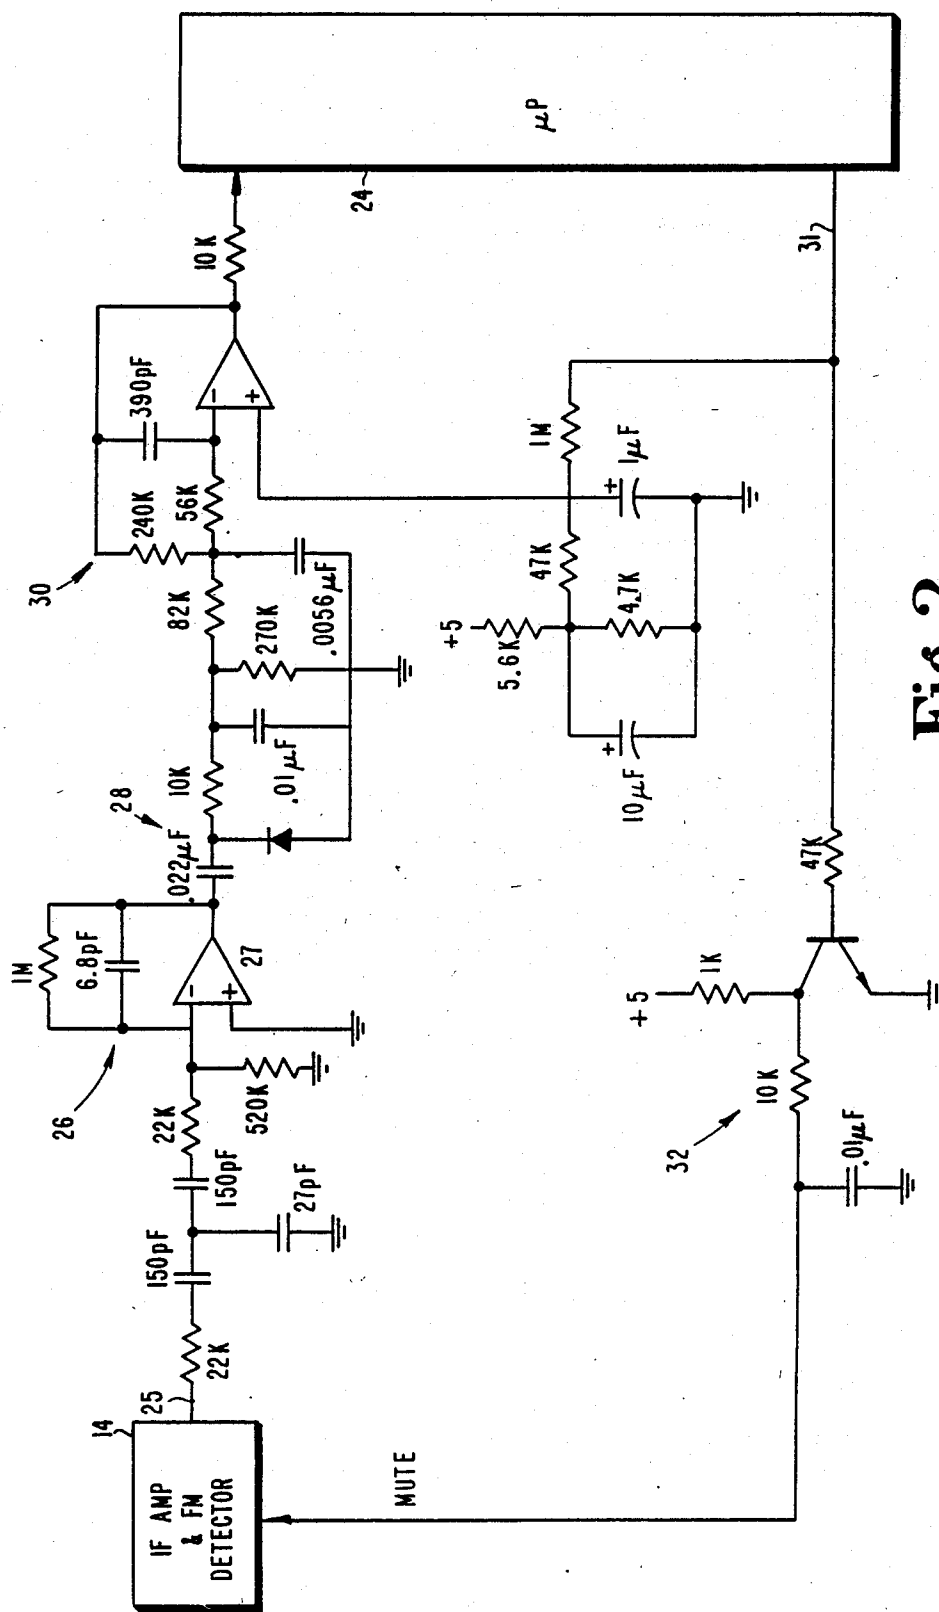 IF AMP
& FM
DETECTOR
14
25
22K
150pF
27pF
150pF
22K
520K
26
1M
6.8pF
-
+
27
.022μF
28
10K
.01μF
270K
82K
.0056μF
30
240K
56K
390pF
-
+
10K
24
μP
31
MUTE
32
.01μF
10K
+5
1K
47K
+
10μF
+5
5.6K
4.7K
47K
1M
+
1μF